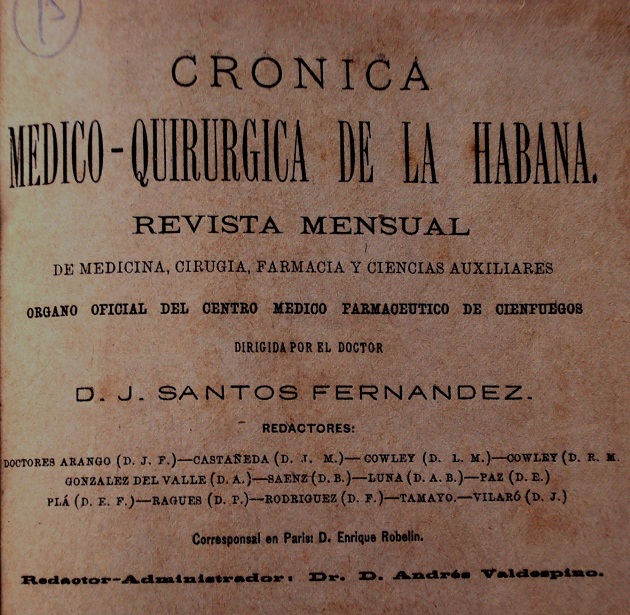 CRONICA
MEDICO-QUIRURGICA DE LA HABANA.
REVISTA MENSUAL
DE MEDICINA, CIRUGIA, FARMACIA Y CIENCIAS AUXILIARES
ORGANO OFICIAL DEL CENTRO MEDICO FARMACEUTICO DE CIENFUEGOS
DIRIGIDA POR EL DOCTOR
D. J. SANTOS FERNANDEZ.
REDACTORES:
DOCTORES ARANGO (D. J. F.)—CASTAÑEDA (D. J. M.)—COWLEY (D. L. M.)—COWLEY (D. R. M.
GONZALEZ DEL VALLE (D. A.)—SAENZ (D. B.)—LUNA (D. A. B.)—PAZ (D. E.)
PLÁ (D. E. F.)—RAGUES (D. P.)—RODRIGUEZ (D. F.)—TAMAYO.—VILARÓ (D. J.)
Corresponsal en Paris: D. Enrique Robelin.
Redactor-Administrador: Dr. D. Andrés Valdespino.